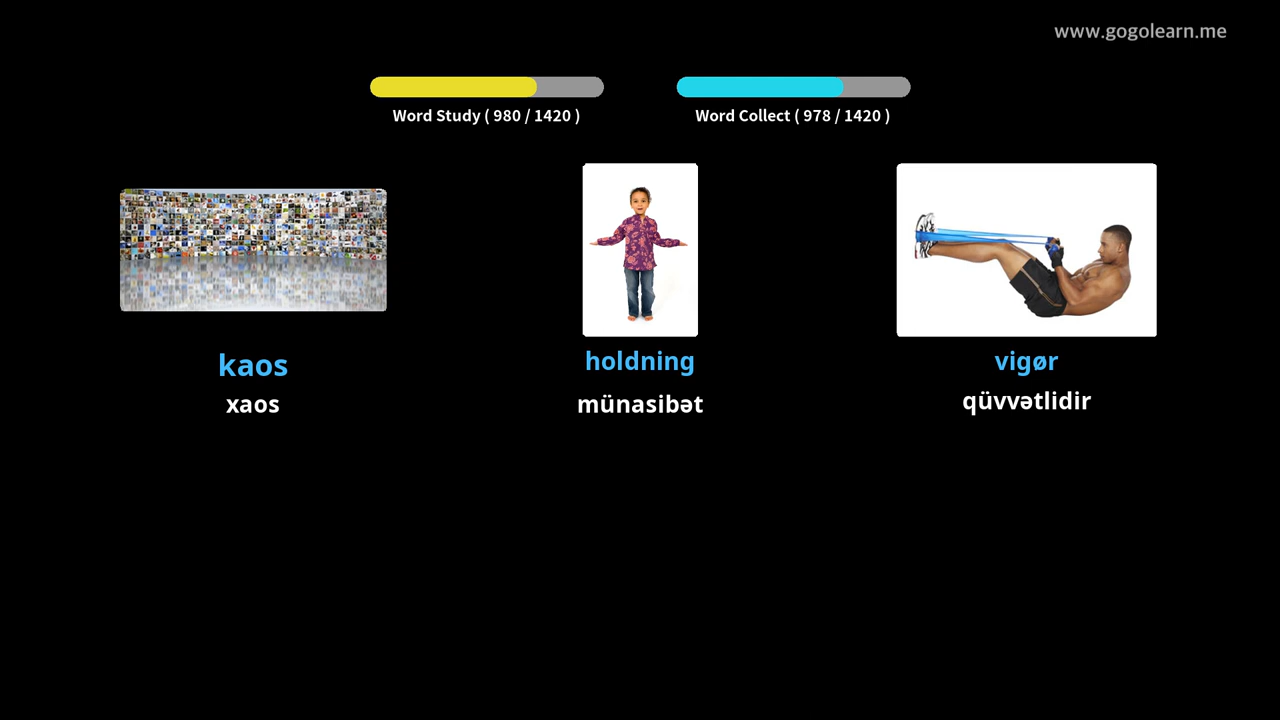 www.gogolearn.me
Word Study ( 980 / 1420 )
Word Collect ( 978 / 1420 )
kaos
xaos
holdning
münasibət
vigør
qüvvətlidir